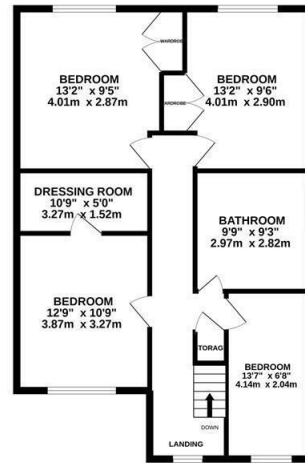 WARDROBE
BEDROOM
13'2" x 9'5"
4.01m x 2.87m
BEDROOM
13'2" x 9'6"
4.01m x 2.90m
ARDROBE
DRESSING ROOM
10'9" x 5'0"
3.27m x 1.52m
BATHROOM
9'9" x 9'3"
2.97m x 2.82m
BEDROOM
12'9" x 10'9"
3.87m x 3.27m
STORAG
BEDROOM
13'7" x 6'8"
4.14m x 2.04m
DOWN
LANDING